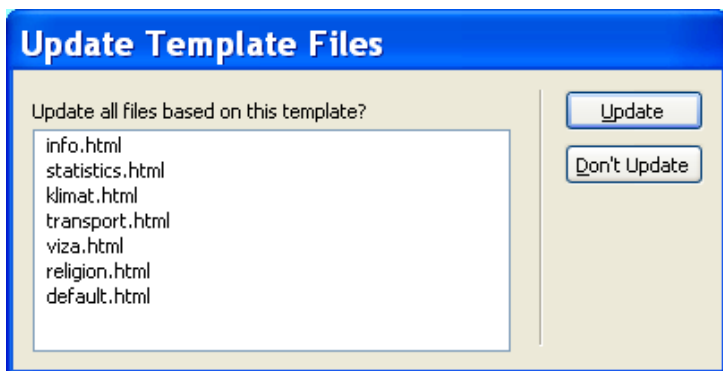 Update Template Files
Update all files based on this template?
info.html
statistics.html
klimat.html
transport.html
viza.html
religion.html
default.html
Update
Don't Update